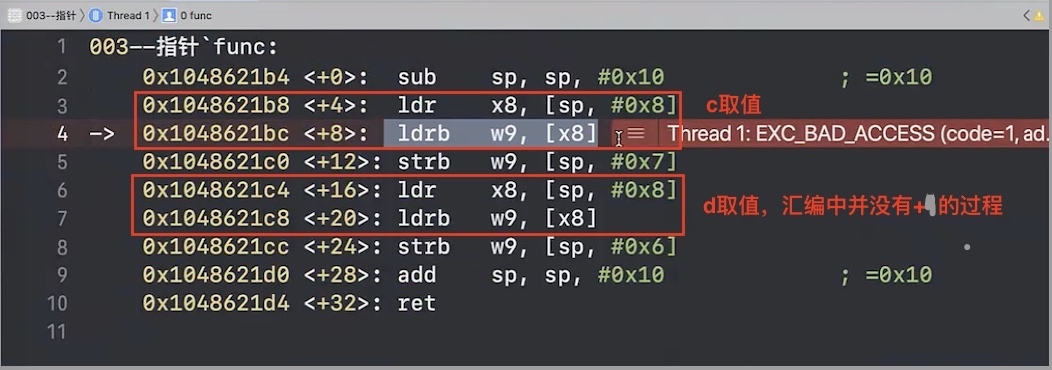 003--指针 〉 Thread 1 〉 0 func
1 003--指针`func:
2 0x1048621b4 <+0>: sub sp, sp, #0x10 ; =0x10
3 0x1048621b8 <+4>: ldr x8, [sp, #0x8] c取值
4 -> 0x1048621bc <+8>: ldrb w9, [x8] Thread 1: EXC_BAD_ACCESS (code=1, ad.
5 0x1048621c0 <+12>: strb w9, [sp, #0x7]
6 0x1048621c4 <+16>: ldr x8, [sp, #0x8] d取值，汇编中并没有+的过程
7 0x1048621c8 <+20>: ldrb w9, [x8]
8 0x1048621cc <+24>: strb w9, [sp, #0x6]
9 0x1048621d0 <+28>: add sp, sp, #0x10 ; =0x10
10 0x1048621d4 <+32>: ret
11